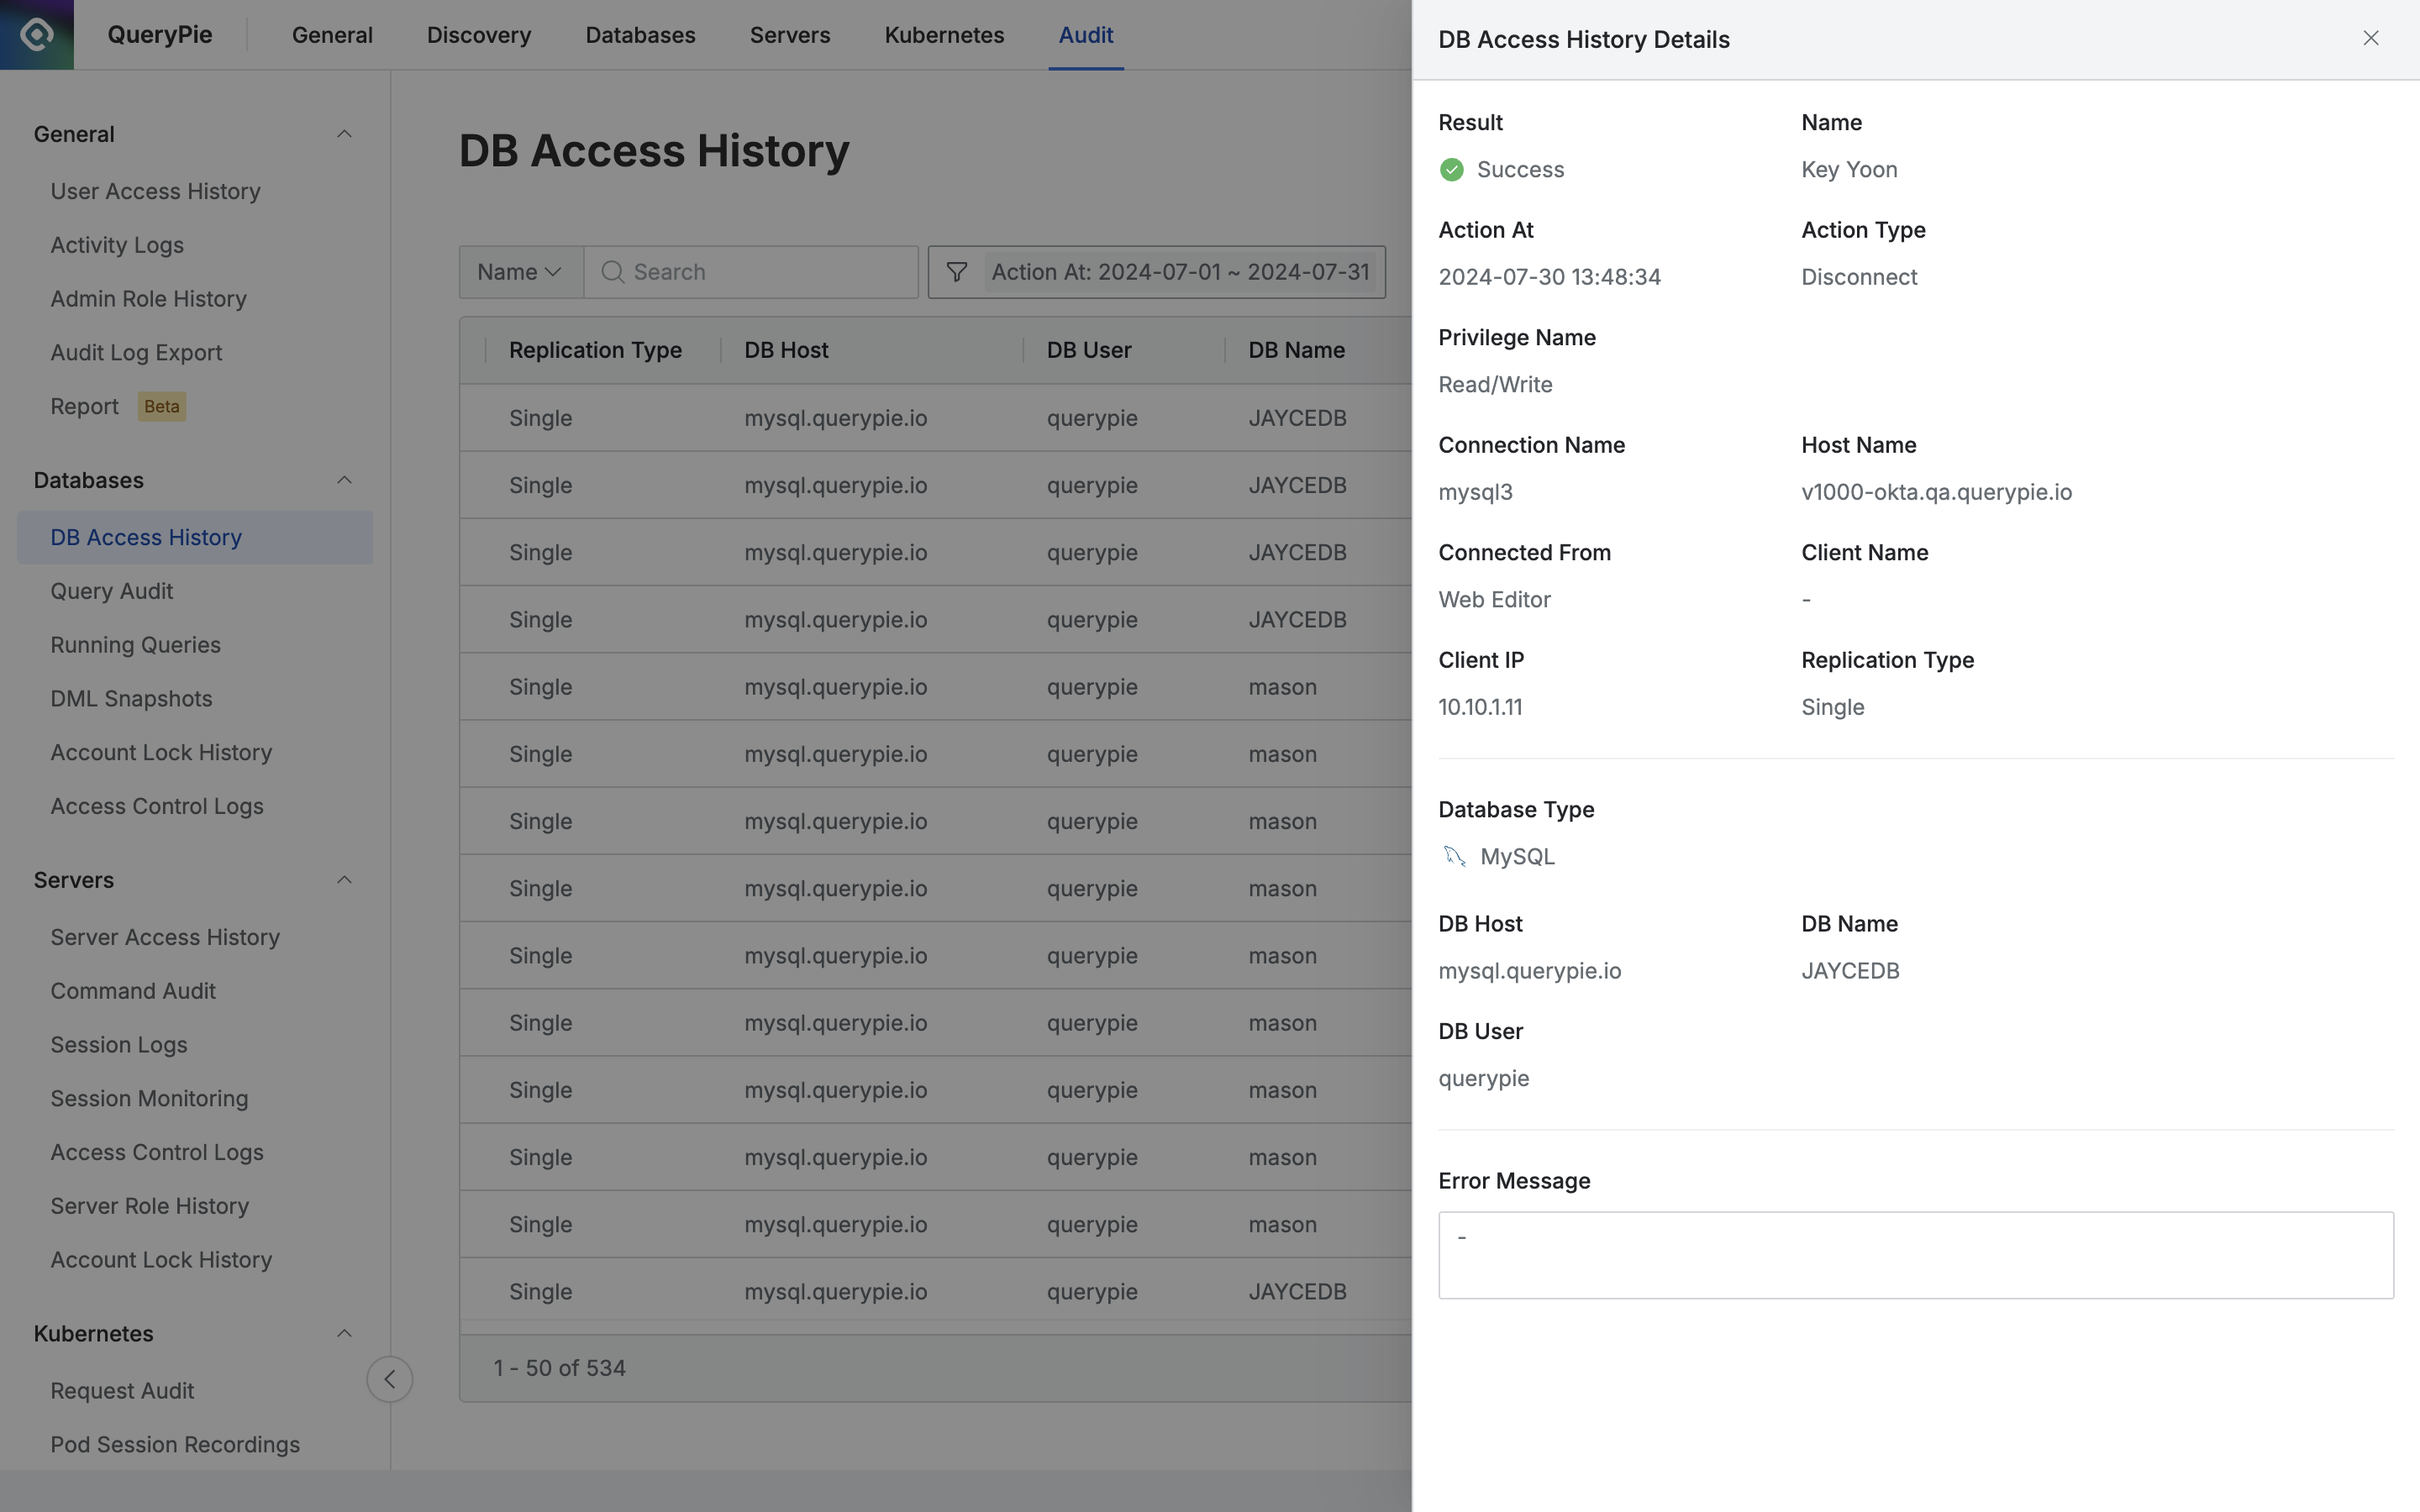 QueryPie
General
Discovery
Databases
Servers
Kubernetes
Audit
General
User Access History
Activity Logs
Admin Role History
Audit Log Export
Report Beta
Databases
DB Access History
Query Audit
Running Queries
DML Snapshots
Account Lock History
Access Control Logs
Servers
Server Access History
Command Audit
Session Logs
Session Monitoring
Access Control Logs
Server Role History
Account Lock History
Kubernetes
Request Audit
Pod Session Recordings
DB Access History
Name Search Action At: 2024-07-01 ~ 2024-07-31
Replication Type DB Host DB User DB Name
Single mysql.querypie.io querypie JAYCEDB
Single mysql.querypie.io querypie JAYCEDB
Single mysql.querypie.io querypie JAYCEDB
Single mysql.querypie.io querypie JAYCEDB
Single mysql.querypie.io querypie mason
Single mysql.querypie.io querypie mason
Single mysql.querypie.io querypie mason
Single mysql.querypie.io querypie mason
Single mysql.querypie.io querypie mason
Single mysql.querypie.io querypie mason
Single mysql.querypie.io querypie mason
Single mysql.querypie.io querypie mason
Single mysql.querypie.io querypie mason
Single mysql.querypie.io querypie JAYCEDB
1 - 50 of 534
DB Access History Details
Result Name
Success Key Yoon
Action At Action Type
2024-07-30 13:48:34 Disconnect
Privilege Name
Read/Write
Connection Name Host Name
mysql3 v1000-okta.qa.querypie.io
Connected From Client Name
Web Editor -
Client IP Replication Type
10.10.1.11 Single
Database Type
MySQL
DB Host DB Name
mysql.querypie.io JAYCEDB
DB User
querypie
Error Message
-